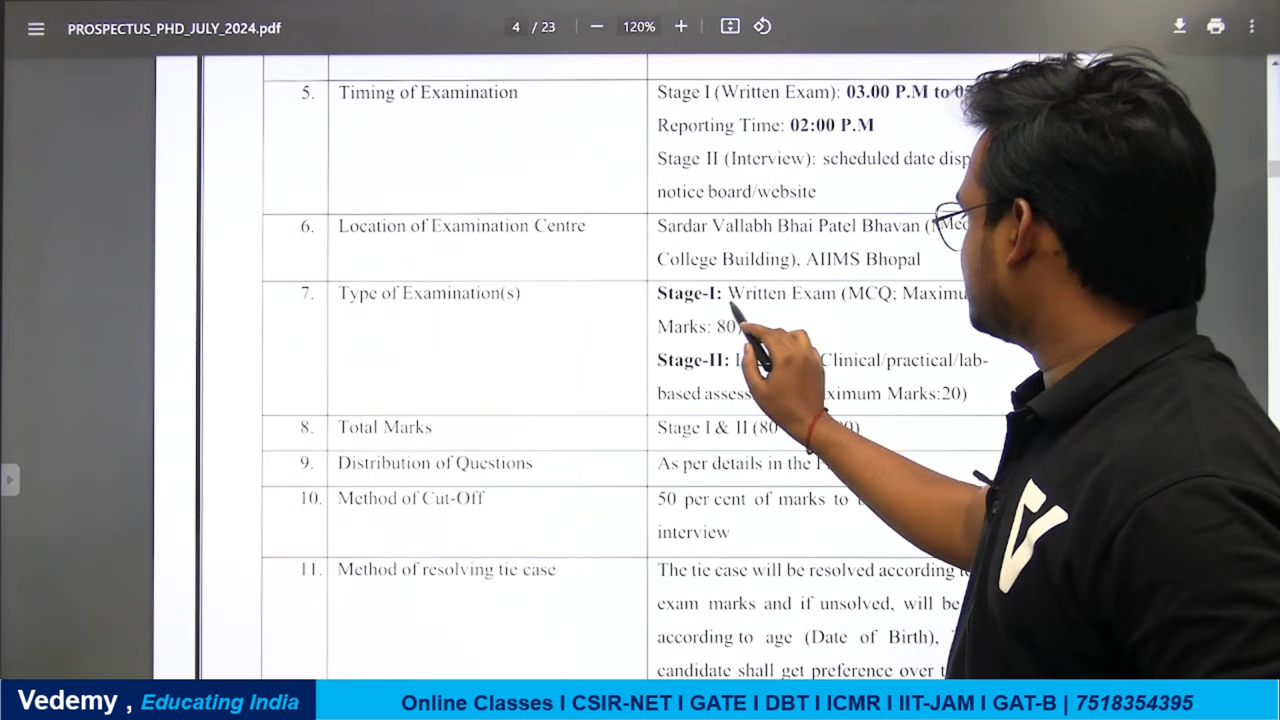 PROSPECTUS_PHD_JULY_2024.pdf
4 / 23
120%
5. Timing of Examination
Stage I (Written Exam): 03.00 P.M to
Reporting Time: 02:00 P.M
Stage II (Interview): scheduled date
notice board/website
6. Location of Examination Centre
Sardar Vallabh Bhai Patel Bhavan
College Building), AIIMS Bhopal
7. Type of Examination(s)
Stage-I: Written Exam (MCQ;
Marks: 80)
Stage-II: Clinical/practical/lab-
based Marks:20)
8. Total Marks
Stage I & II (80
9. Distribution of Questions
As per details in the
10. Method of Cut-Off
50 per cent of marks to
interview
11. Method of resolving tie case
The tie case will be resolved according
exam marks and if unsolved, will be
according to age (Date of Birth),
candidate shall get preference over
Vedemy , Educating India
Online Classes I CSIR-NET I GATE I DBT I ICMR I IIT-JAM I GAT-B | 7518354395